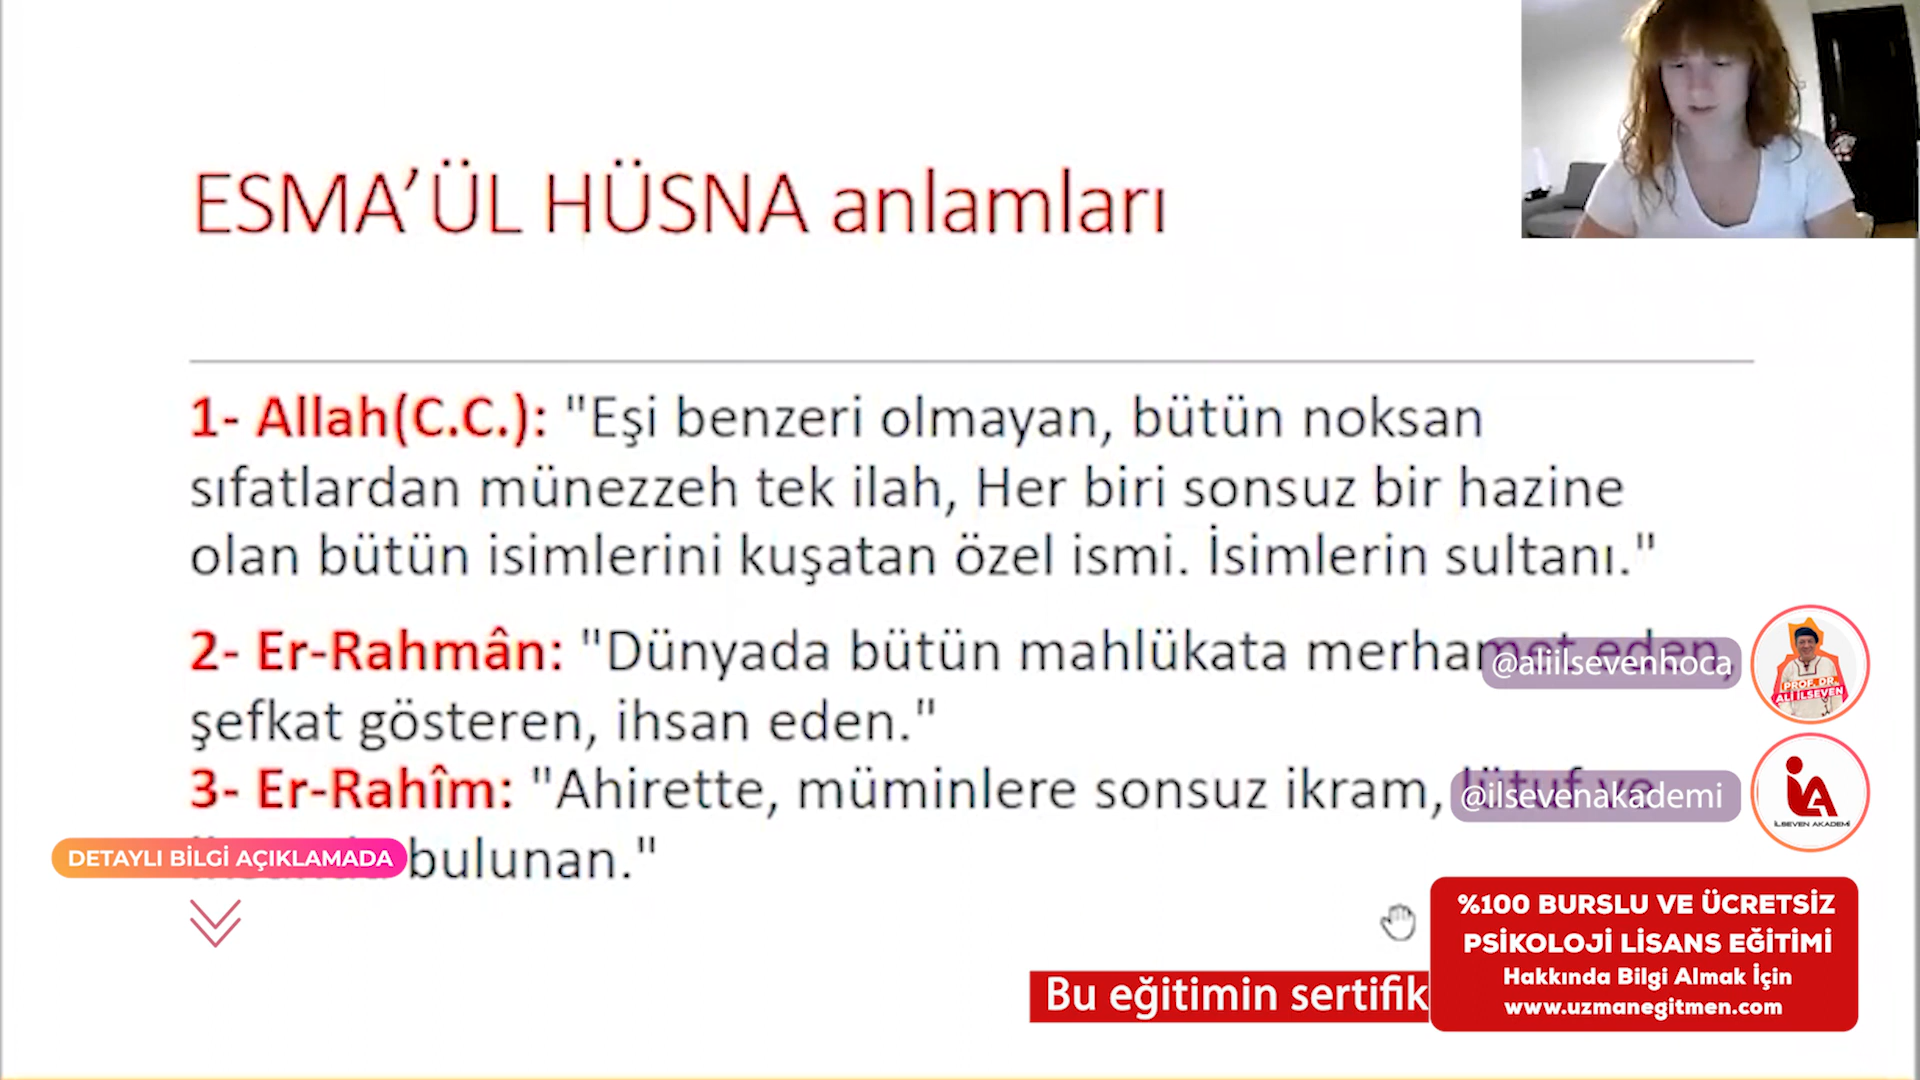 ESMA’ÜL HÜSNA anlamları
1- Allah(C.C.): "Eşi benzeri olmayan, bütün noksan
sıfatlardan münezzeh tek ilah, Her biri sonsuz bir hazine
olan bütün isimlerini kuşatan özel ismi. İsimlerin sultanı."
2- Er-Rahmân: "Dünyada bütün mahlükata merhamet eden,
şefkat gösteren, ihsan eden."
3- Er-Rahîm: "Ahirette, müminlere sonsuz ikram, lütuf ve
bulunan."
@aliilsevenhoca
PROF. DR.
ALİ İLSEVEN
@ilsevenakademi
İLSEVEN AKADEMİ
DETAYLI BİLGİ AÇIKLAMADA
Bu eğitimin sertifik
%100 BURSLU VE ÜCRETSİZ
PSİKOLOJİ LİSANS EĞİTİMİ
Hakkında Bilgi Almak İçin
www.uzmanegitmen.com